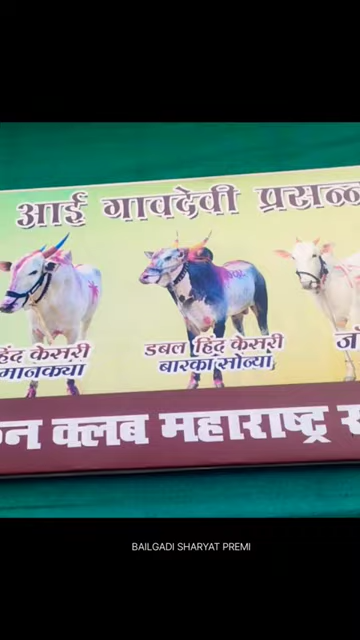 आई गावदेवी प्रसन्न
हिंद केसरी
मानक्या
डबल हिंद केसरी
बारका सोन्या
क्लब महाराष्ट्र
BAILGADI SHARYAT PREMI